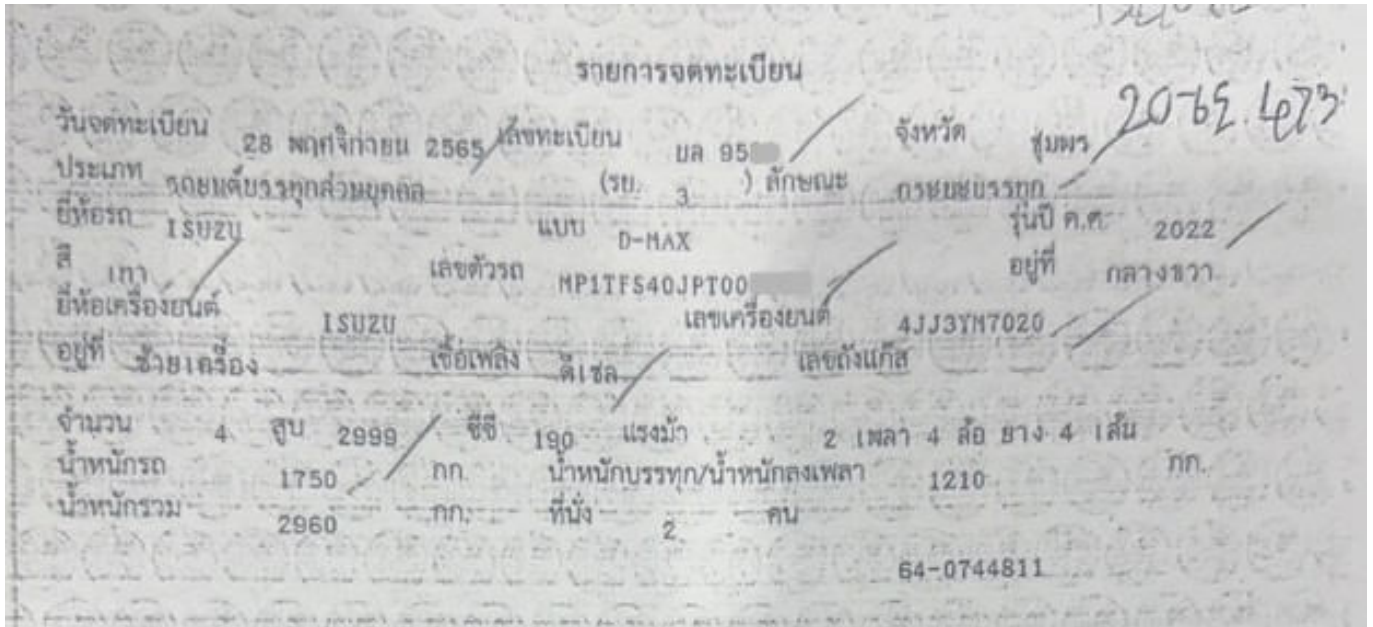 รายการจดทะเบียน
วันจดทะเบียน 28 พฤศจิกายน 2565 เลขทะเบียน ผล 95 จังหวัด ชุมพร 20-65.473
ประเภท รถยนต์บรรทุกส่วนบุคคล (รย. 3 ) ลักษณะ กระบะบรรทุก
ยี่ห้อรถ ISUZU แบบ D-MAX รุ่นปี ค.ศ. 2022
สี เทา เลขตัวรถ MP1TFS40JPT00 อยู่ที่ กลางขวา
ยี่ห้อเครื่องยนต์ ISUZU เลขเครื่องยนต์ 4JJ3YM7020
อยู่ที่ ซ้ายเครื่อง เชื้อเพลิง ดีเซล เลขถังแก๊ส
จำนวน 4 สูบ 2999 ซีซี 190 แรงม้า 2 เพลา 4 ล้อ ยาง 4 เส้น
น้ำหนักรถ 1750 กก. น้ำหนักบรรทุก/น้ำหนักลงเพลา 1210 กก.
น้ำหนักรวม 2960 กก. ที่นั่ง 2 คน
64-0744811